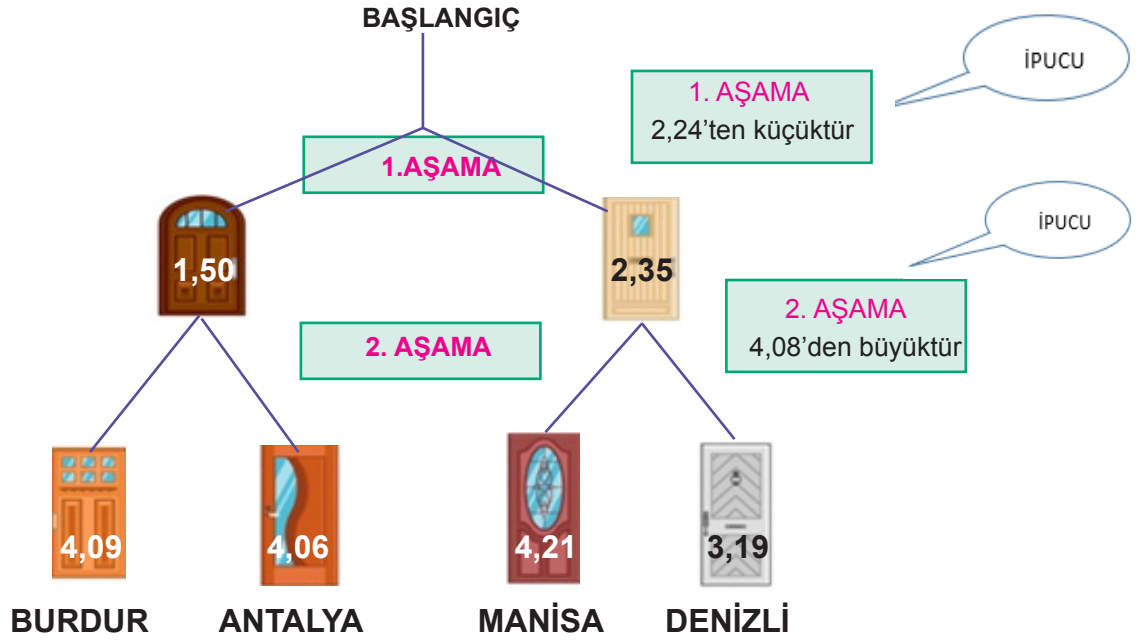 BAŞLANGIÇ
İPUCU
1. AŞAMA
2,24’ten küçüktür
1.AŞAMA
İPUCU
1,50
2,35
2. AŞAMA
4,08’den büyüktür
2. AŞAMA
4,09
4,06
4,21
3,19
BURDUR
ANTALYA
MANİSA
DENİZLİ